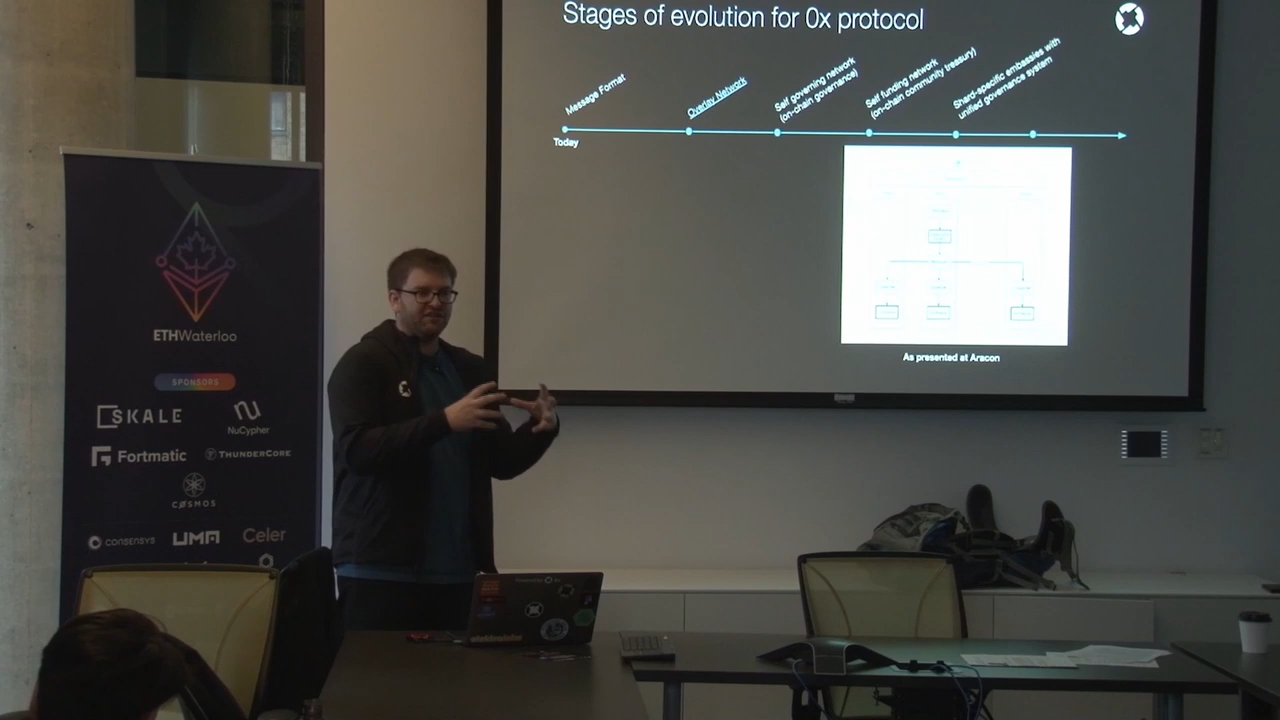 Stages of evolution for 0x protocol
Message Format
Overlay Network
Self governing network
(on-chain governance)
Self funding network
(on-chain community treasury)
Shard-specific embassies with
unified governance system
Today
As presented at Aracon
ETHWaterloo
SPONSORS
SKALE
NuCypher
Fortmatic
THUNDERCORE
COSMOS
CONSENSYS
UMA
Celer